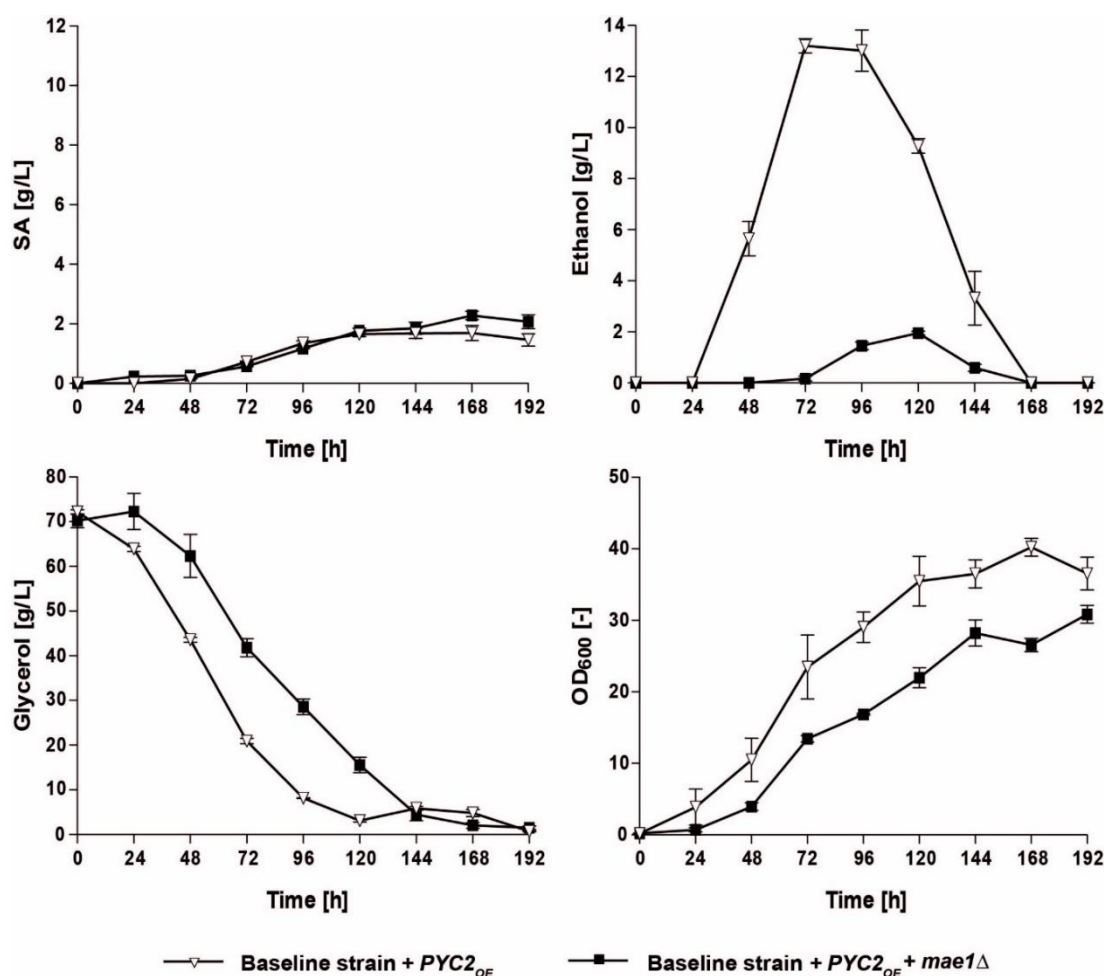 12
10
8
6
4
2
0
SA [g/L]
0 24 48 72 96 120 144 168 192
Time [h]
14
12
10
8
6
4
2
0
Ethanol [g/L]
0 24 48 72 96 120 144 168 192
Time [h]
80
70
60
50
40
30
20
10
0
Glycerol [g/L]
0 24 48 72 96 120 144 168 192
Time [h]
50
40
30
20
10
0
OD600 [-]
0 24 48 72 96 120 144 168 192
Time [h]
Baseline strain + PYC2OE
Baseline strain + PYC2OE + mae1Δ